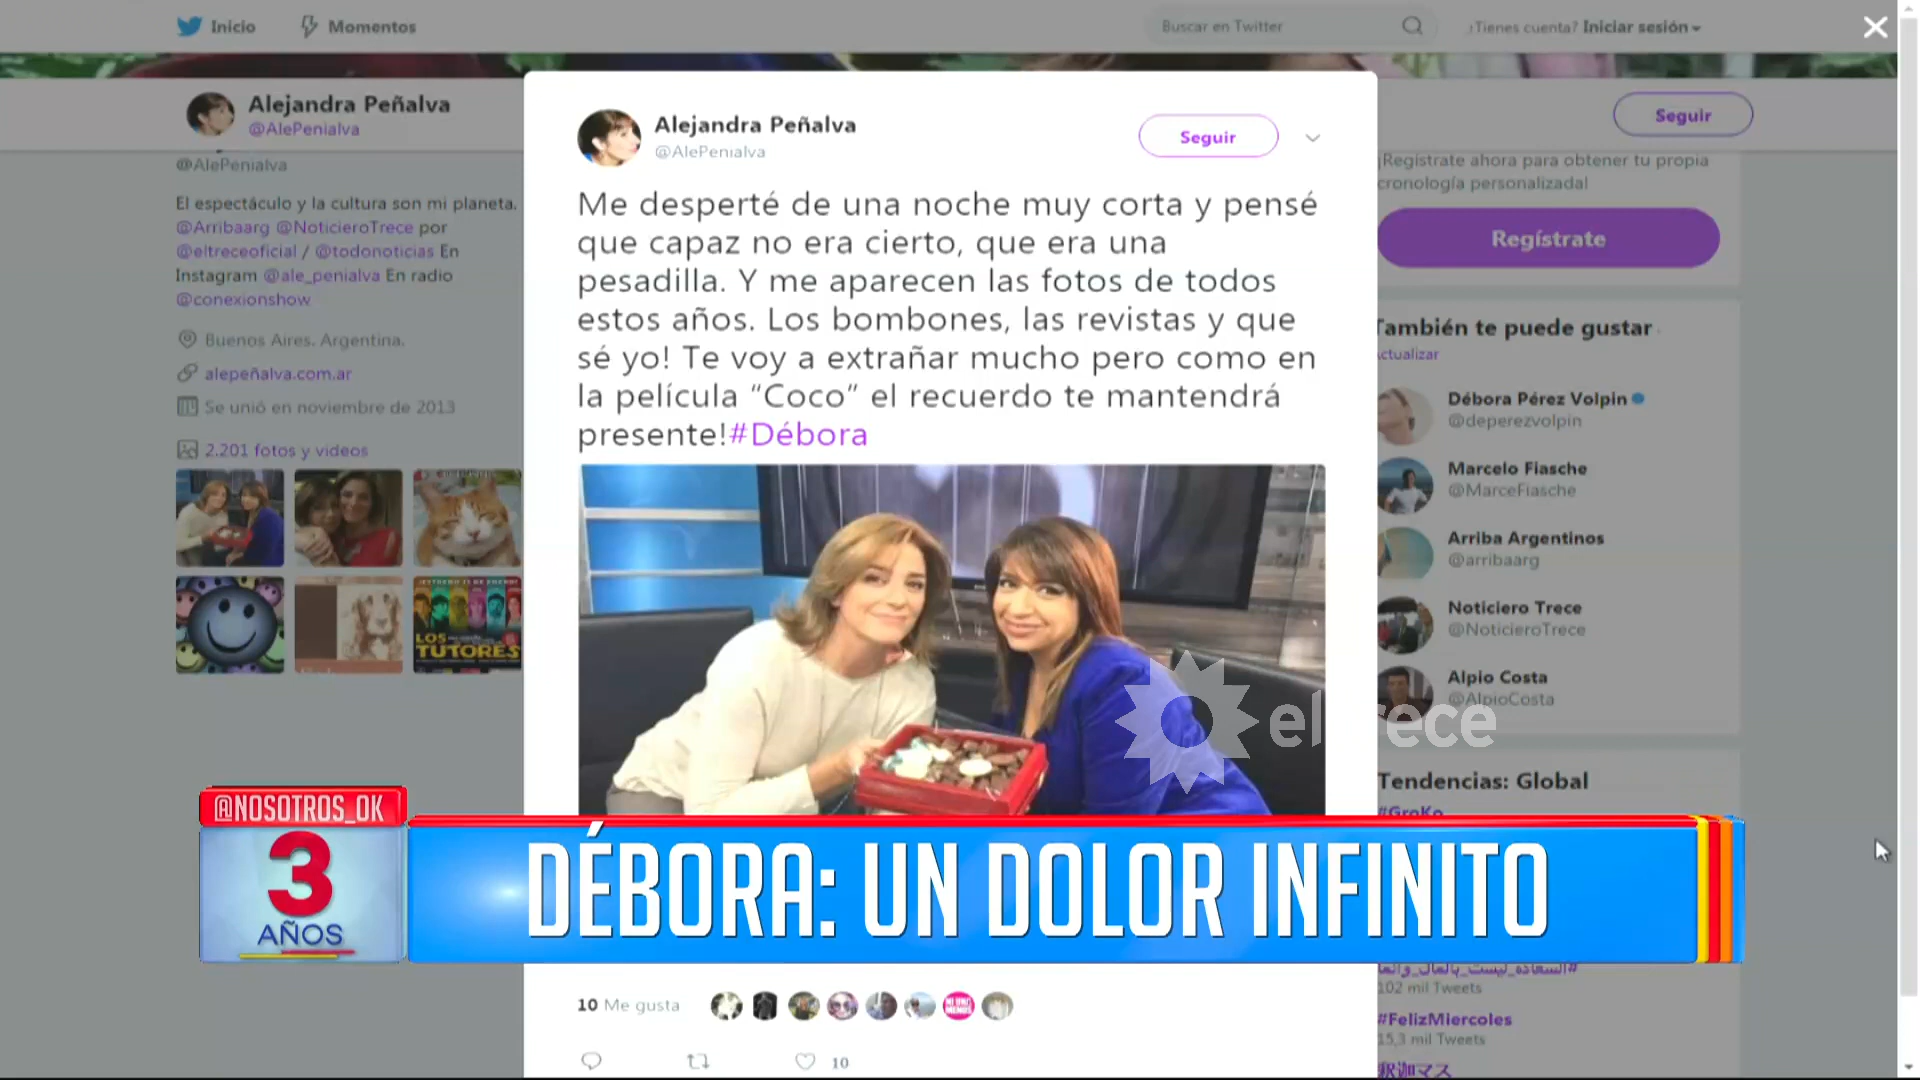 Inicio
Momentos
Buscar en Twitter
¿Tienes cuenta? Iniciar sesión
Alejandra Peñalva
@AlePenialva
Seguir
@AlePenialva
El espectáculo y la cultura son mi planeta.
@Arribaarg @NoticieroTrece por
@eltreceoficial / @todonoticias En
Instagram @ale_penialva En radio
@conexionshow
Buenos Aires. Argentina.
alepeñalva.com.ar
Se unió en noviembre de 2013
2.201 fotos y videos
LOS
TUTORES
Alejandra Peñalva
@AlePenialva
Seguir
Me desperté de una noche muy corta y pensé
que capaz no era cierto, que era una
pesadilla. Y me aparecen las fotos de todos
estos años. Los bombones, las revistas y que
sé yo! Te voy a extrañar mucho pero como en
la película “Coco” el recuerdo te mantendrá
presente!#Débora
10 Me gusta
10
¡Regístrate ahora para obtener tu propia
cronología personalizada!
Regístrate
También te puede gustar
Actualizar
Débora Pérez Volpin
@deperezvolpin
Marcelo Fiasche
@MarceFiasche
Arriba Argentinos
@arribaarg
Noticiero Trece
@NoticieroTrece
Alpio Costa
@AlpioCosta
el trece
Tendencias: Global
#GroKo
102 mil Tweets
#FelizMiercoles
15,3 mil Tweets
@NOSOTROS_OK
3
AÑOS
DÉBORA: UN DOLOR INFINITO